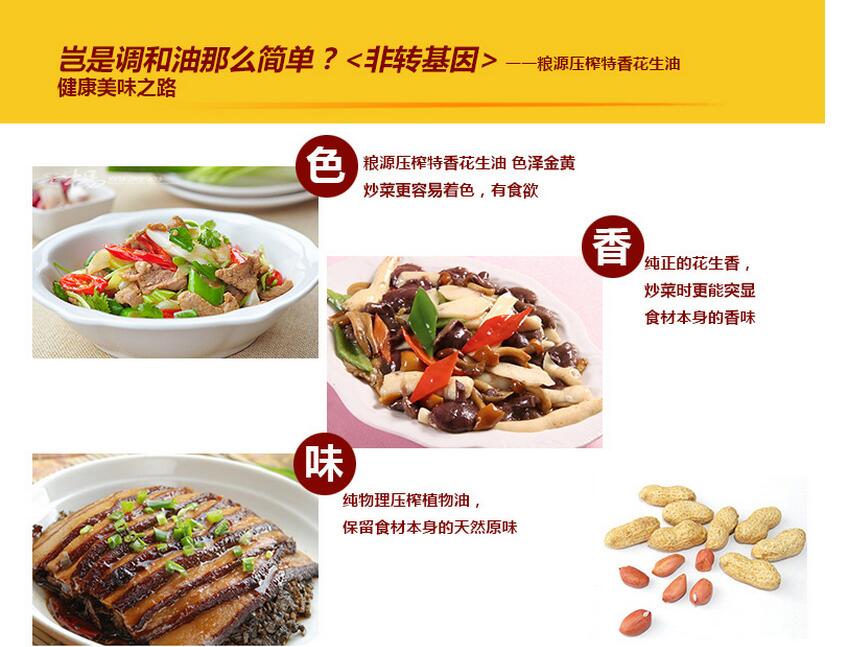 岂是调和油那么简单？<非转基因> ——粮源压榨特香花生油
健康美味之路
色
粮源压榨特香花生油 色泽金黄
炒菜更容易着色，有食欲
香
纯正的花生香，
炒菜时更能突显
食材本身的香味
味
纯物理压榨植物油，
保留食材本身的天然原味